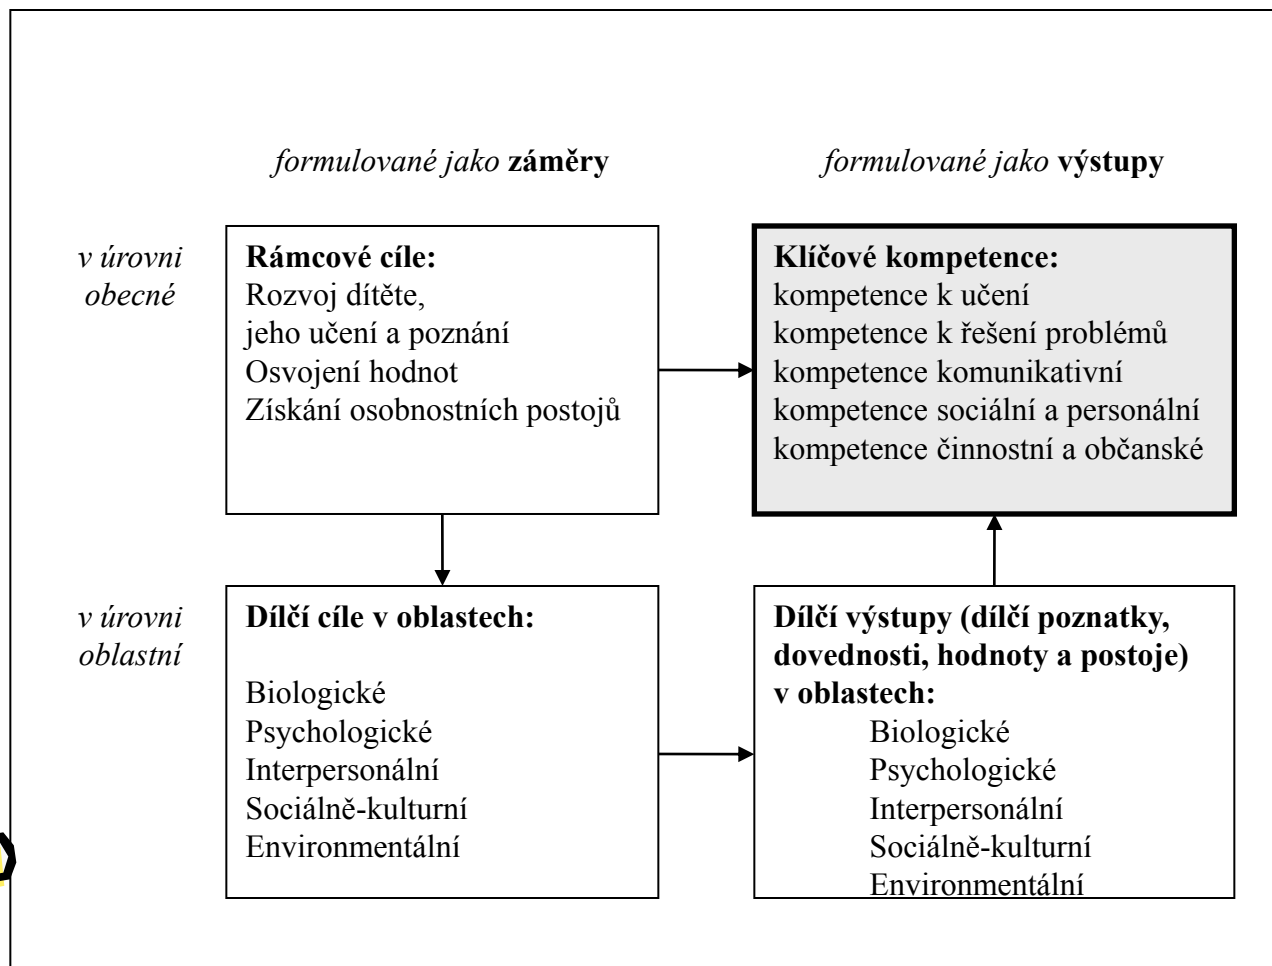 formulované jako záměry
formulované jako výstupy
v úrovni
obecné
Rámcové cíle:
Rozvoj dítěte,
jeho učení a poznání
Osvojení hodnot
Získání osobnostních postojů
Klíčové kompetence:
kompetence k učení
kompetence k řešení problémů
kompetence komunikativní
kompetence sociální a personální
kompetence činnostní a občanské
v úrovni
oblastní
Dílčí cíle v oblastech:
Biologické
Psychologické
Interpersonální
Sociálně-kulturní
Environmentální
Dílčí výstupy (dílčí poznatky,
dovednosti, hodnoty a postoje)
v oblastech:
Biologické
Psychologické
Interpersonální
Sociálně-kulturní
Environmentální